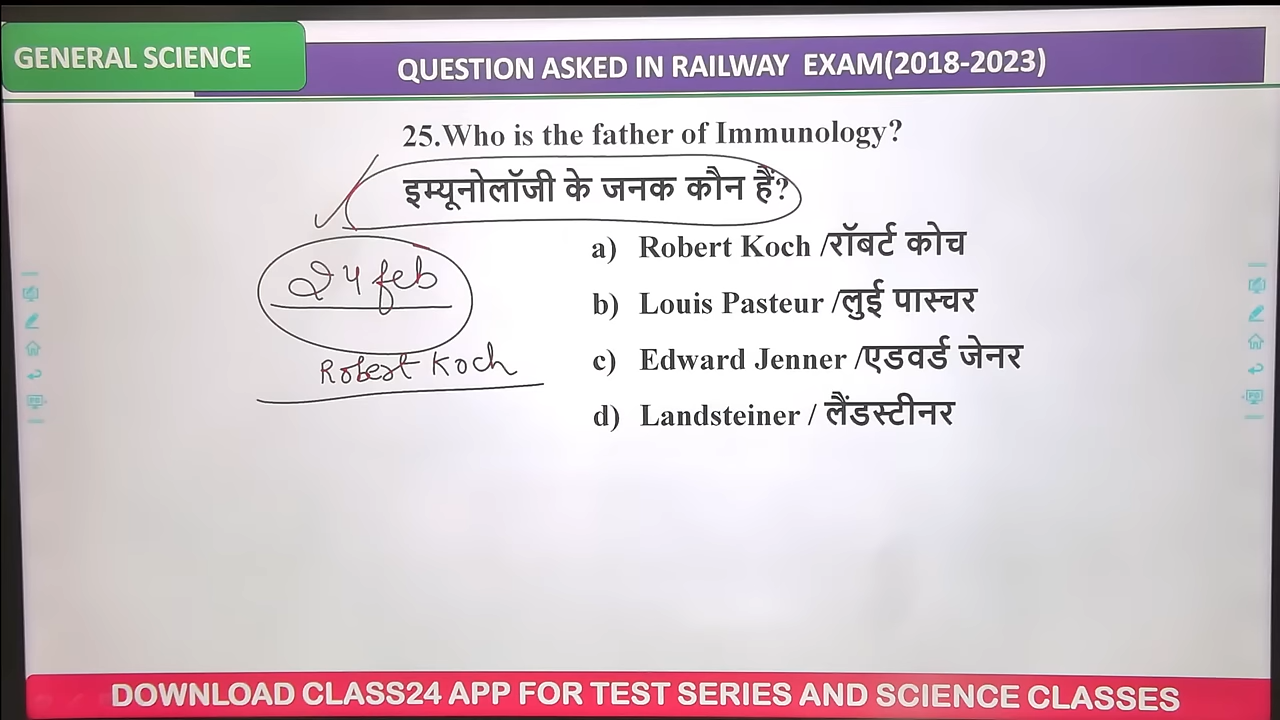 GENERAL SCIENCE
QUESTION ASKED IN RAILWAY EXAM(2018-2023)
25.Who is the father of Immunology?
इम्यूनोलॉजी के जनक कौन हैं?
a) Robert Koch /रॉबर्ट कोच
b) Louis Pasteur /लुई पास्चर
c) Edward Jenner /एडवर्ड जेनर
d) Landsteiner / लैंडस्टीनर
24 feb
Robert Koch
DOWNLOAD CLASS24 APP FOR TEST SERIES AND SCIENCE CLASSES